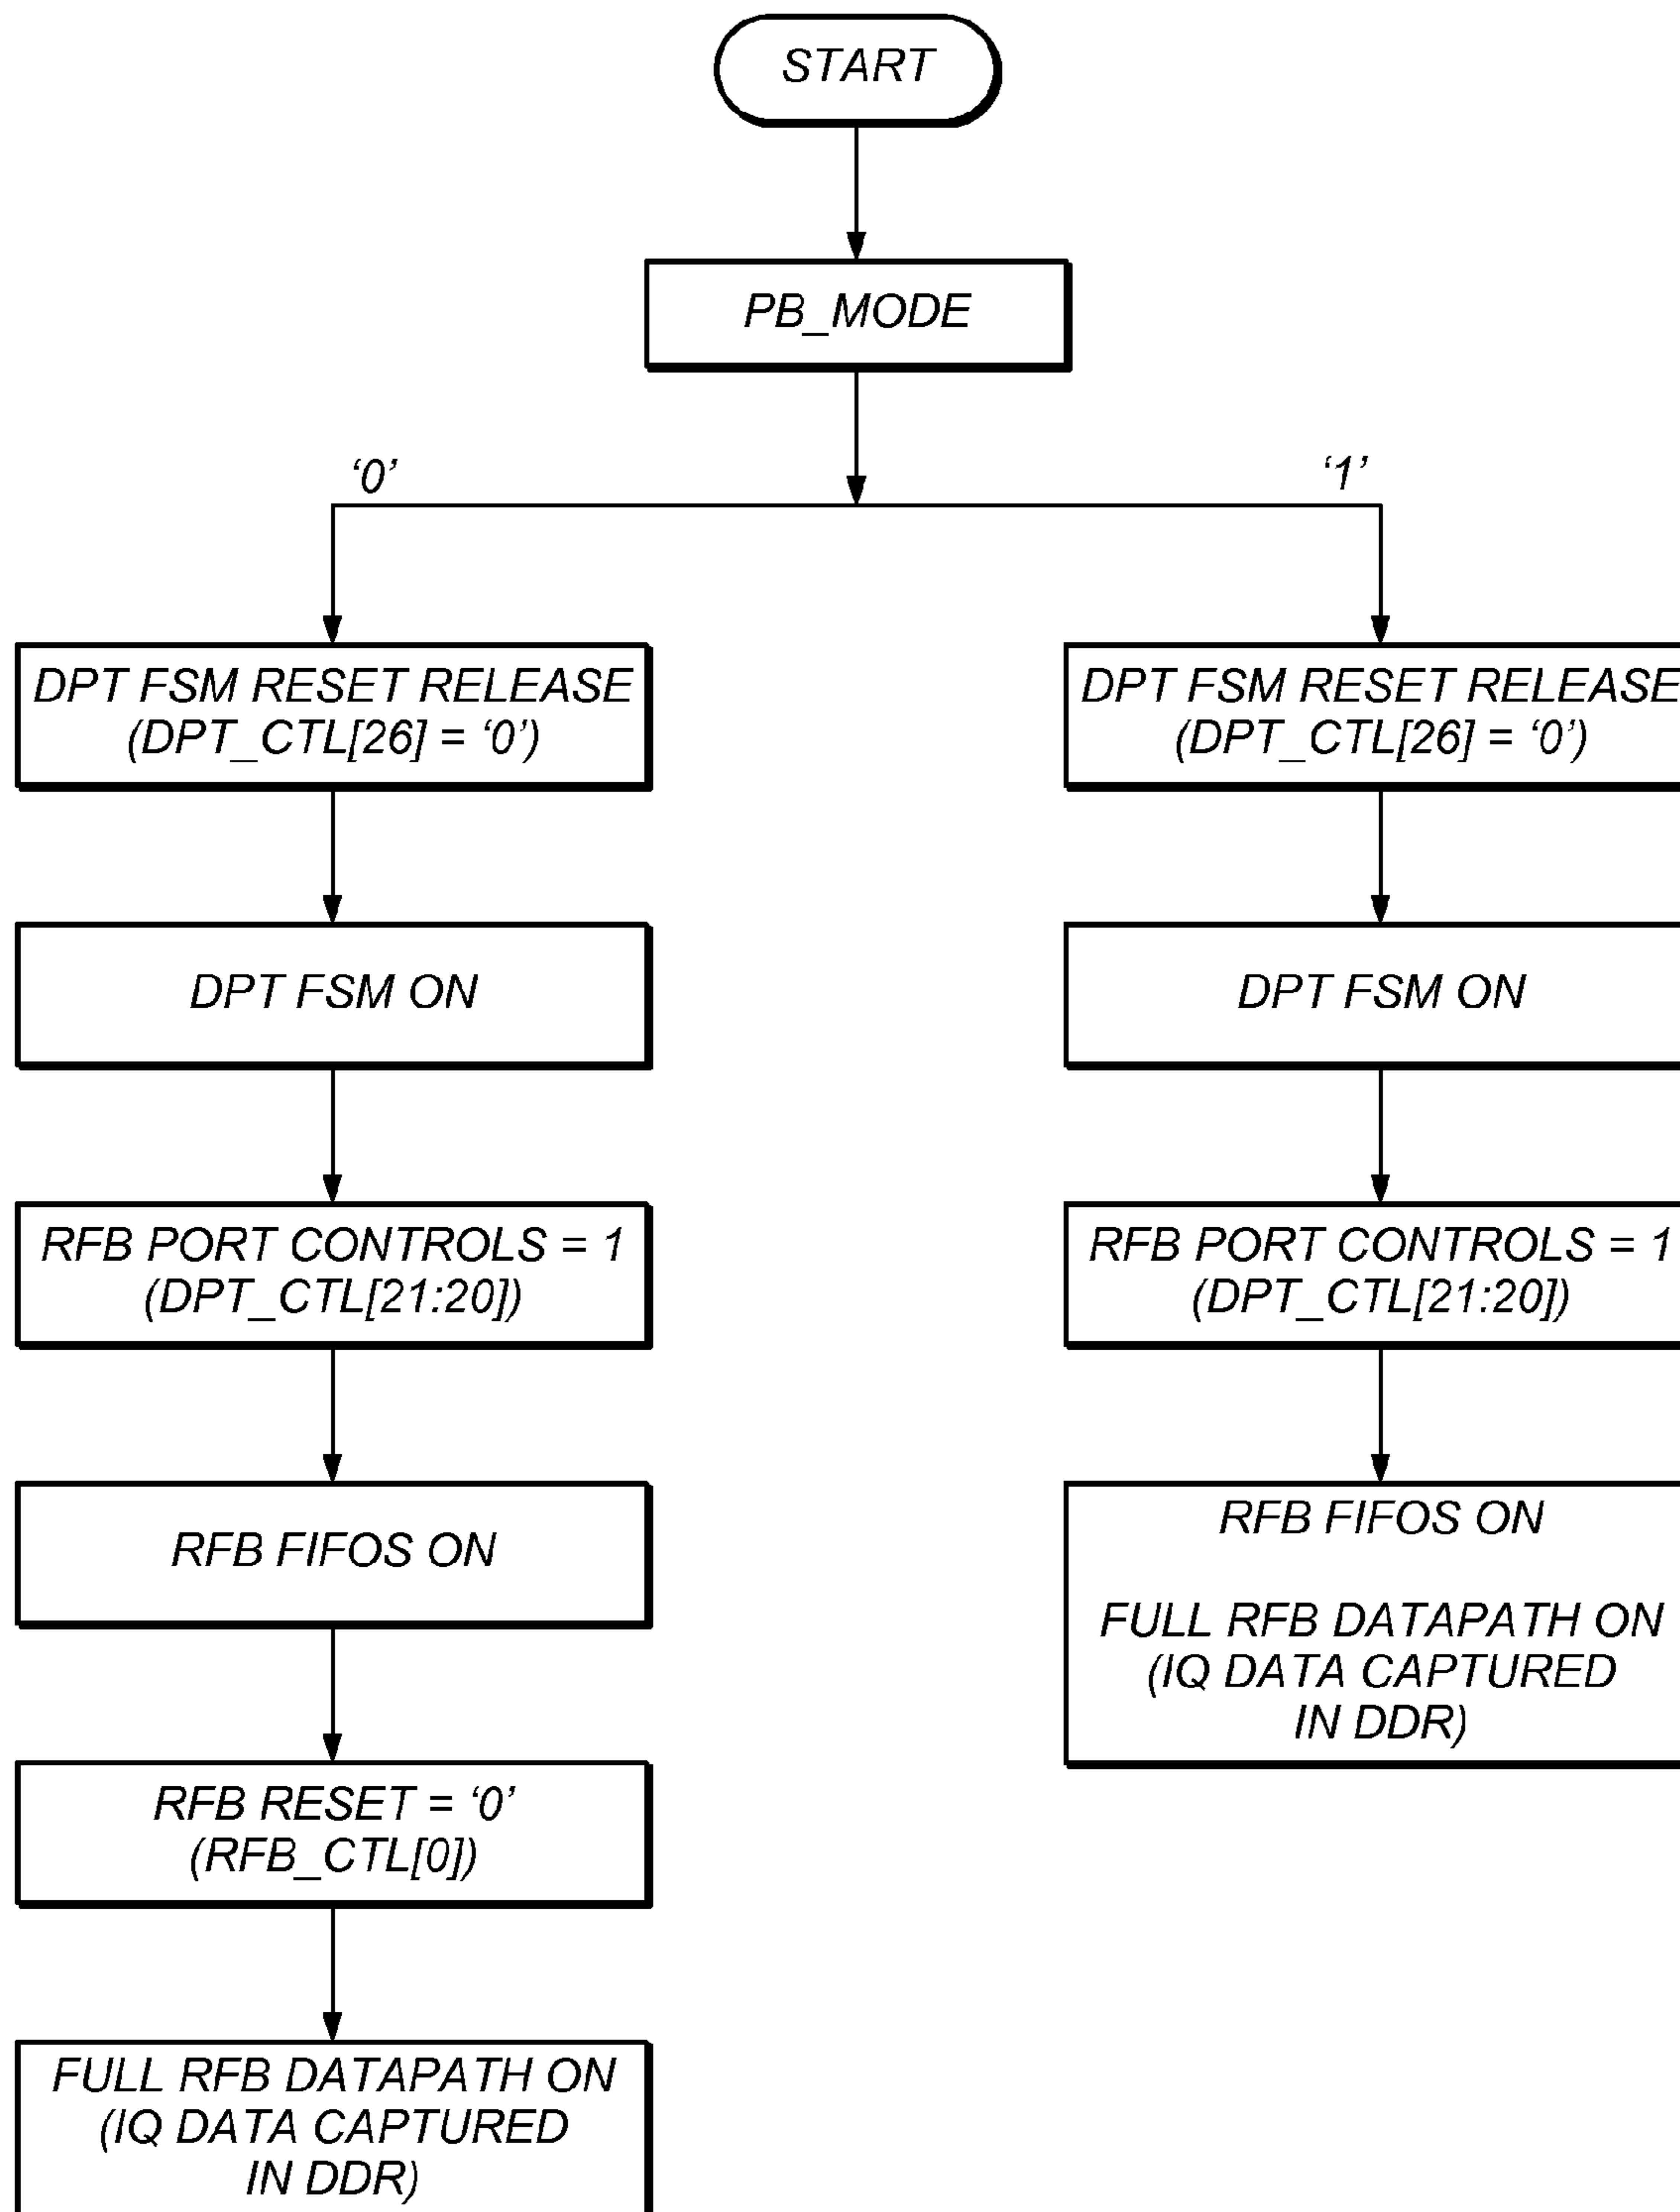 START
PB_MODE
‘0’
‘1’
DPT FSM RESET RELEASE
(DPT_CTL[26] = ‘0’)
DPT FSM ON
RFB PORT CONTROLS = 1
(DPT_CTL[21:20])
RFB FIFOS ON
RFB RESET = ‘0’
(RFB_CTL[0])
FULL RFB DATAPATH ON
(IQ DATA CAPTURED
IN DDR)
DPT FSM RESET RELEASE
(DPT_CTL[26] = ‘0’)
DPT FSM ON
RFB PORT CONTROLS = 1
(DPT_CTL[21:20])
RFB FIFOS ON
FULL RFB DATAPATH ON
(IQ DATA CAPTURED
IN DDR)